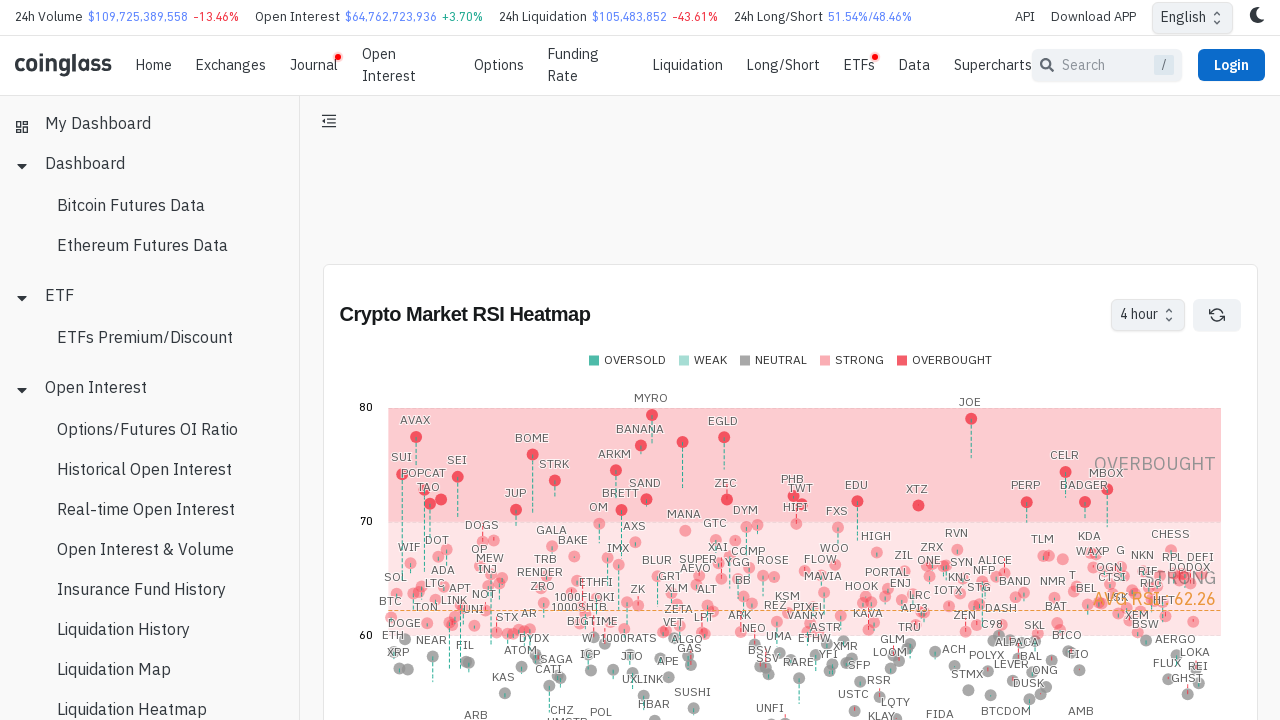 24h Volume $109,725,389,558 -13.46% Open Interest $64,762,723,936 +3.70% 24h Liquidation $105,483,852 -43.61% 24h Long/Short 51.54%/48.46% API Download APP English
coinglass Home Exchanges Journal Open Interest Options Funding Rate Liquidation Long/Short ETFs Data Supercharts Search / Login
My Dashboard
Dashboard
Bitcoin Futures Data
Ethereum Futures Data
ETF
ETFs Premium/Discount
Open Interest
Options/Futures OI Ratio
Historical Open Interest
Real-time Open Interest
Open Interest & Volume
Insurance Fund History
Liquidation History
Liquidation Map
Liquidation Heatmap
Crypto Market RSI Heatmap 4 hour
OVERSOLD WEAK NEUTRAL STRONG OVERBOUGHT
80
MYRO JOE
AVAX BANANA EGLD
BOME
SUI POPCAT SEI STRK ARKM CELR OVERBOUGHT
TAO JUP BRETT SAND ZEC PHB TWT EDU XTZ PERP BADGER MBOX
70
OM MANA DYM HIFI FXS
DOGS GALA AXS GTC HIGH RVN KDA CHESS
WIF DOT OP BAKE IMX XAI WOO ZRX TLM WAXP G NKN
MEW TRB BLUR SUPER COMP ROSE FLOW ZIL ONE ALICE RPL DEFI
SOL ADA INJ RENDER AEVO YGG PORTAL SYN NFP OGN RIF DODOX
LTC APT ZRO ETHFI GRT BB MAVIA ENJ KNC BAND NMR T CTSI STRONG
BTC TON LINK NOT 1000FLOKI ZK XLM ALT KSM HOOK LRC IOTX STG BEL RLC
AVG RSI : 62.26
UNI 1000SHIB ZETA REZ PIXEL API3 DASH BAT LSK
DOGE STX AR BIGTIME VET LPT ARK VANRY KAVA ZEN XEM
60
ETH NEAR DYDX 1000RATS ALGO NEO UMA ASTR ETHW TRU C98 SKL BICO BSW
XRP FIL ATOM GAS BSV XMR GLM ALPACA AERGO
SAGA ICP JTO APE SSV RARE YFI SFP LOOM POLYX BAL FIO LOKA
KAS CATI UXLINK RSR STMX LEVER ONG FLUX REI
SUSHI USTC DUSK GHST
ARB CHZ POL HBAR UNFI LQTY FIDA BTCDOM AMB
HMSTR KLAY